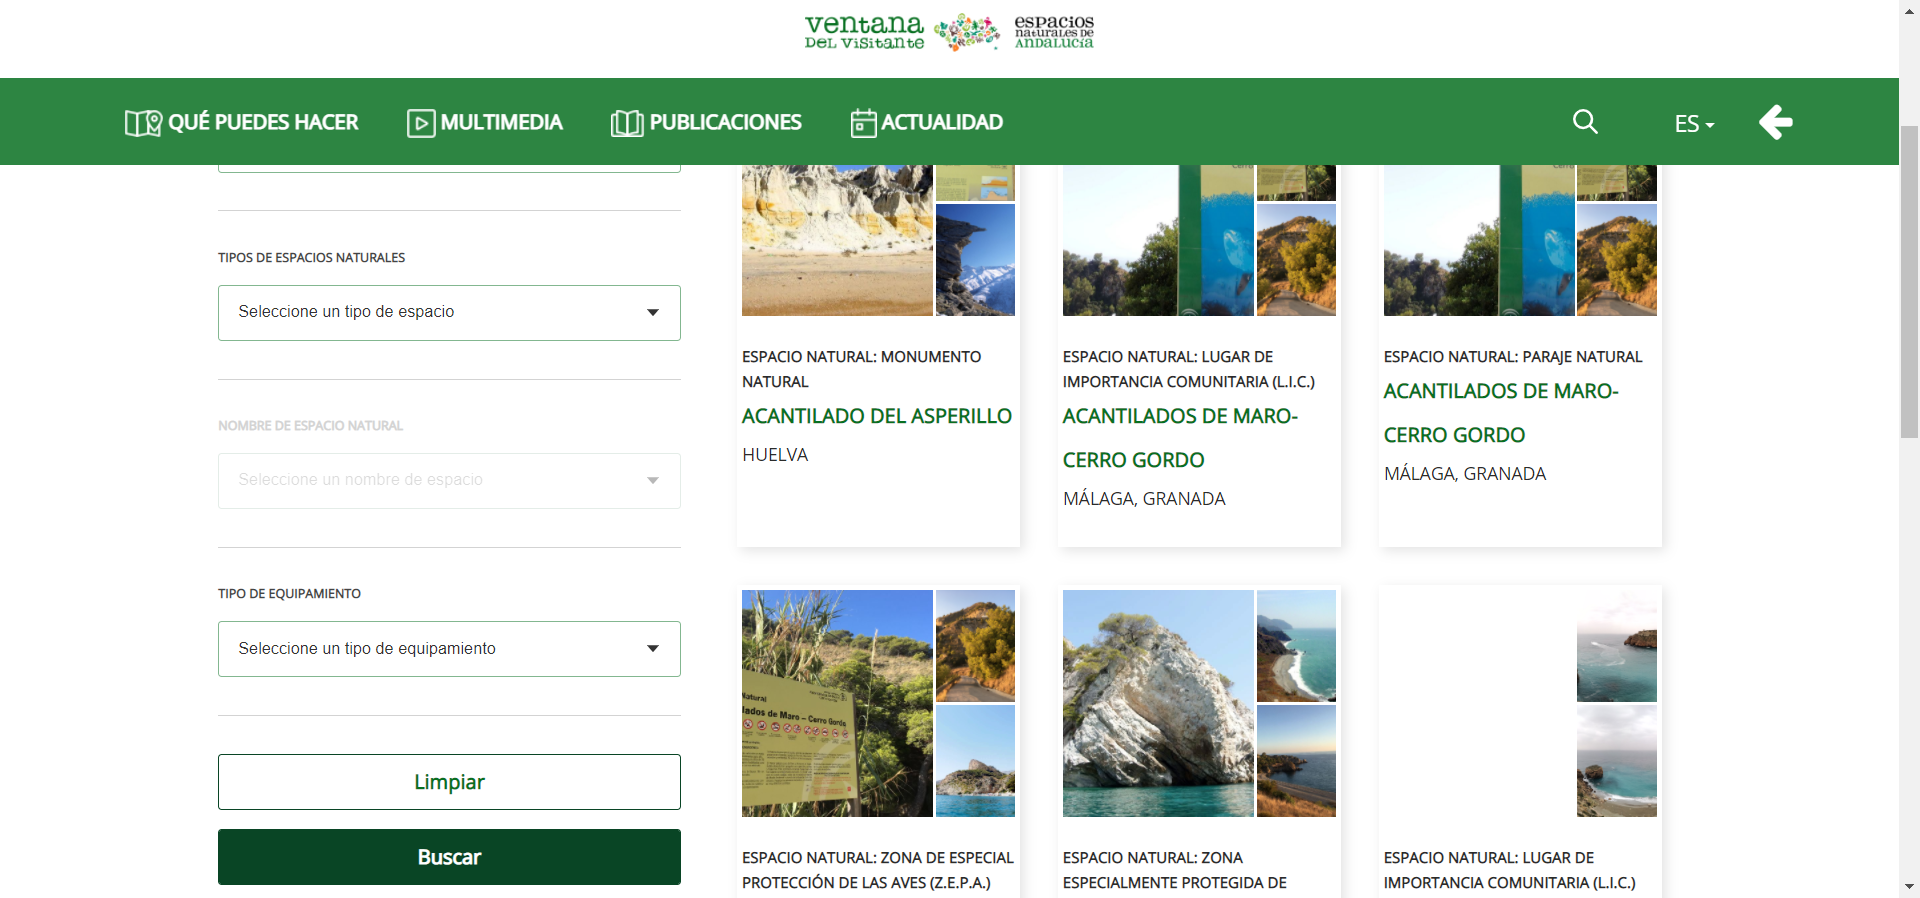 ventana
DEL VISITANTE
espacios
naturales de
ANDALUCÍA
QUÉ PUEDES HACER
MULTIMEDIA
PUBLICACIONES
ACTUALIDAD
ES
TIPOS DE ESPACIOS NATURALES
Seleccione un tipo de espacio
NOMBRE DE ESPACIO NATURAL
Seleccione un nombre de espacio
TIPO DE EQUIPAMIENTO
Seleccione un tipo de equipamiento
Limpiar
Buscar
ESPACIO NATURAL: MONUMENTO
NATURAL
ACANTILADO DEL ASPERILLO
HUELVA
ESPACIO NATURAL: LUGAR DE
IMPORTANCIA COMUNITARIA (L.I.C.)
ACANTILADOS DE MARO-
CERRO GORDO
MÁLAGA, GRANADA
ESPACIO NATURAL: PARAJE NATURAL
ACANTILADOS DE MARO-
CERRO GORDO
MÁLAGA, GRANADA
Natural
lados de Maro – Cerro Gordo
ESPACIO NATURAL: ZONA DE ESPECIAL
PROTECCIÓN DE LAS AVES (Z.E.P.A.)
ESPACIO NATURAL: ZONA
ESPECIALMENTE PROTEGIDA DE
ESPACIO NATURAL: LUGAR DE
IMPORTANCIA COMUNITARIA (L.I.C.)